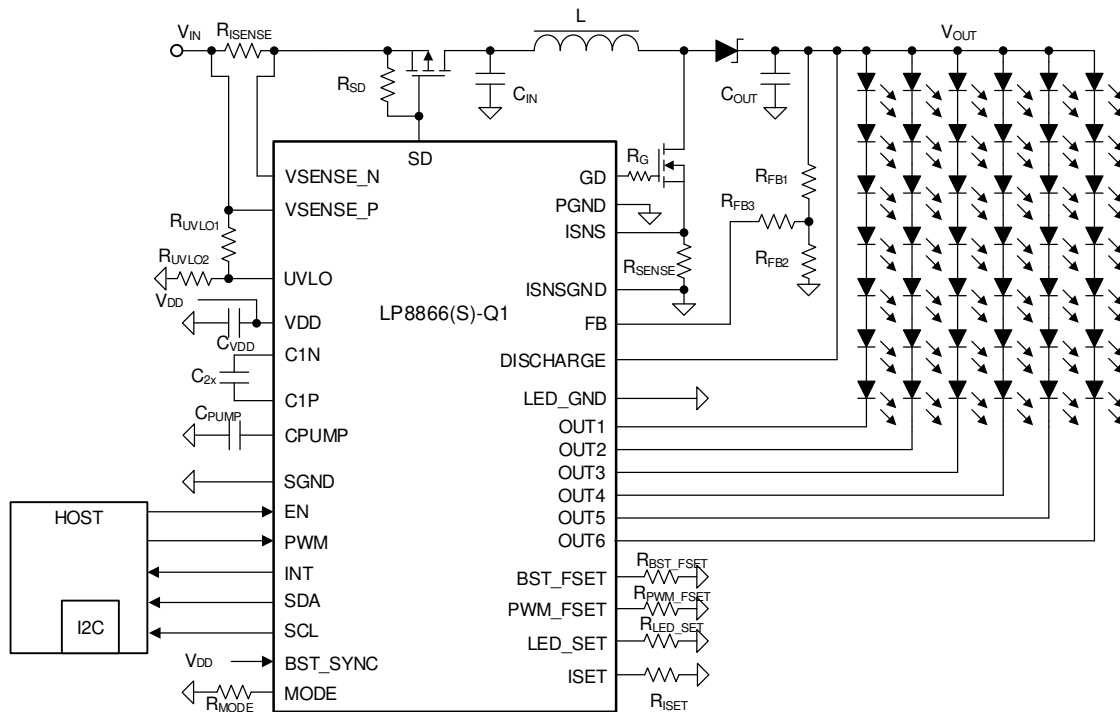 VIN
RISENSE
L
VOUT
RSD
CIN
COUT
SD
VSENSE_N
VSENSE_P
RUVLO1
RUVLO2
UVLO
VDD
VDD
CVDD
C1N
C2x
C1P
CPUMP
CPUMP
SGND
LP8866(S)-Q1
RG
GD
PGND
ISNS
RSENSE
ISNSGND
FB
RFB1
RFB3
RFB2
DISCHARGE
LED_GND
OUT1
OUT2
OUT3
OUT4
OUT5
OUT6
HOST
I2C
EN
PWM
INT
SDA
SCL
VDD
BST_SYNC
MODE
RMODE
BST_FSET
RBST_FSET
PWM_FSET
RPWM_FSET
LED_SET
RLED_SET
ISET
RISET